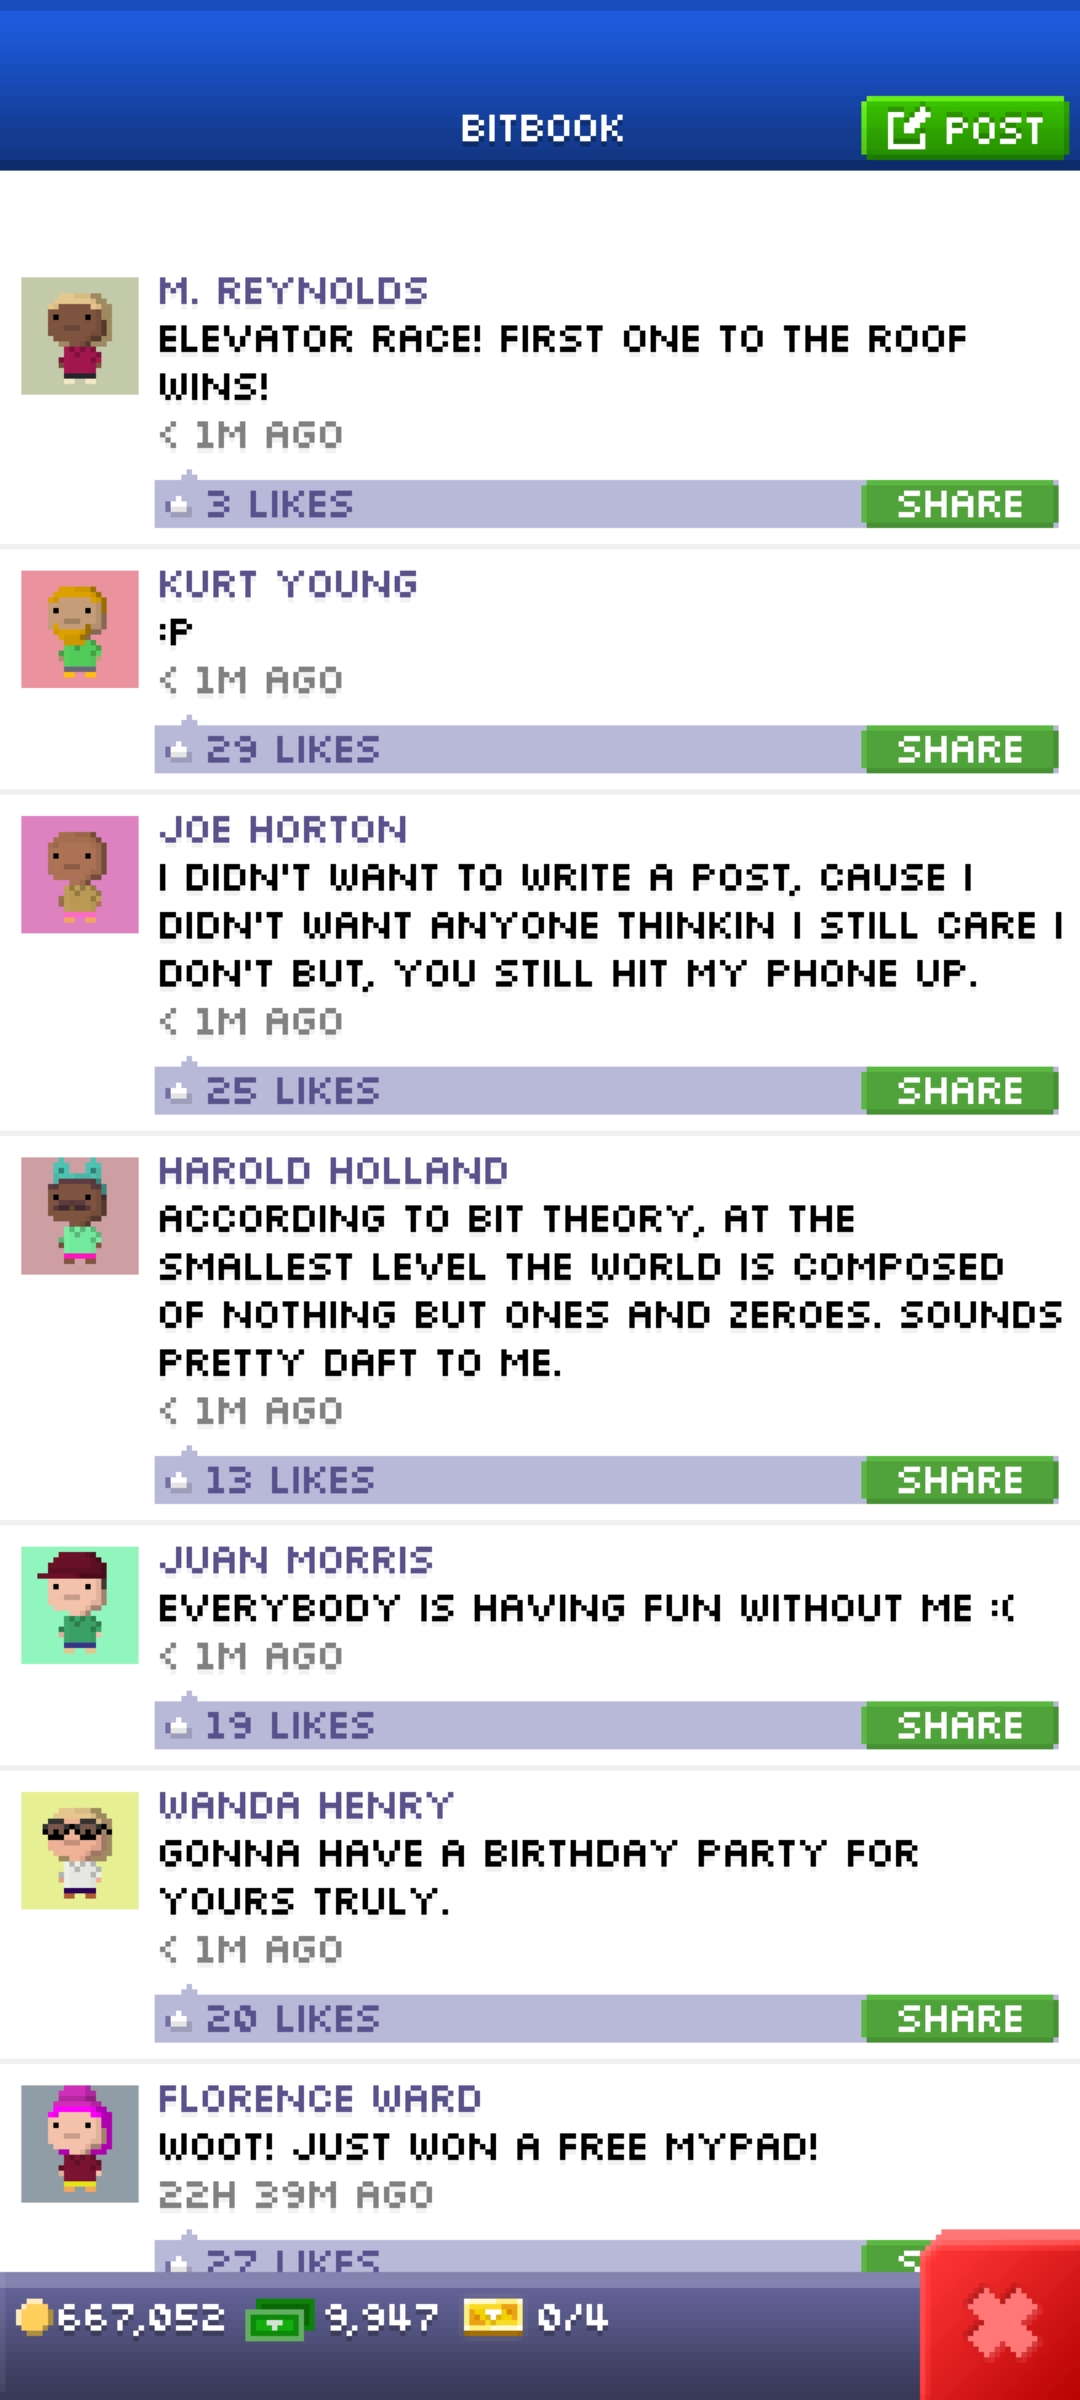 BITBOOK
POST
M. REYNOLDS
ELEVATOR RACE! FIRST ONE TO THE ROOF
WINS!
< 1M AGO
3 LIKES
SHARE
KURT YOUNG
:P
< 1M AGO
29 LIKES
SHARE
JOE HORTON
I DIDN'T WANT TO WRITE A POST, CAUSE I
DIDN'T WANT ANYONE THINKIN I STILL CARE I
DON'T BUT, YOU STILL HIT MY PHONE UP.
< 1M AGO
25 LIKES
SHARE
HAROLD HOLLAND
ACCORDING TO BIT THEORY, AT THE
SMALLEST LEVEL THE WORLD IS COMPOSED
OF NOTHING BUT ONES AND ZEROES. SOUNDS
PRETTY DAFT TO ME.
< 1M AGO
13 LIKES
SHARE
JUAN MORRIS
EVERYBODY IS HAVING FUN WITHOUT ME :(
< 1M AGO
19 LIKES
SHARE
WANDA HENRY
GONNA HAVE A BIRTHDAY PARTY FOR
YOURS TRULY.
< 1M AGO
20 LIKES
SHARE
FLORENCE WARD
WOOT! JUST WON A FREE MYPAD!
22H 39M AGO
27 LIKES
667,052 9,947 0/4